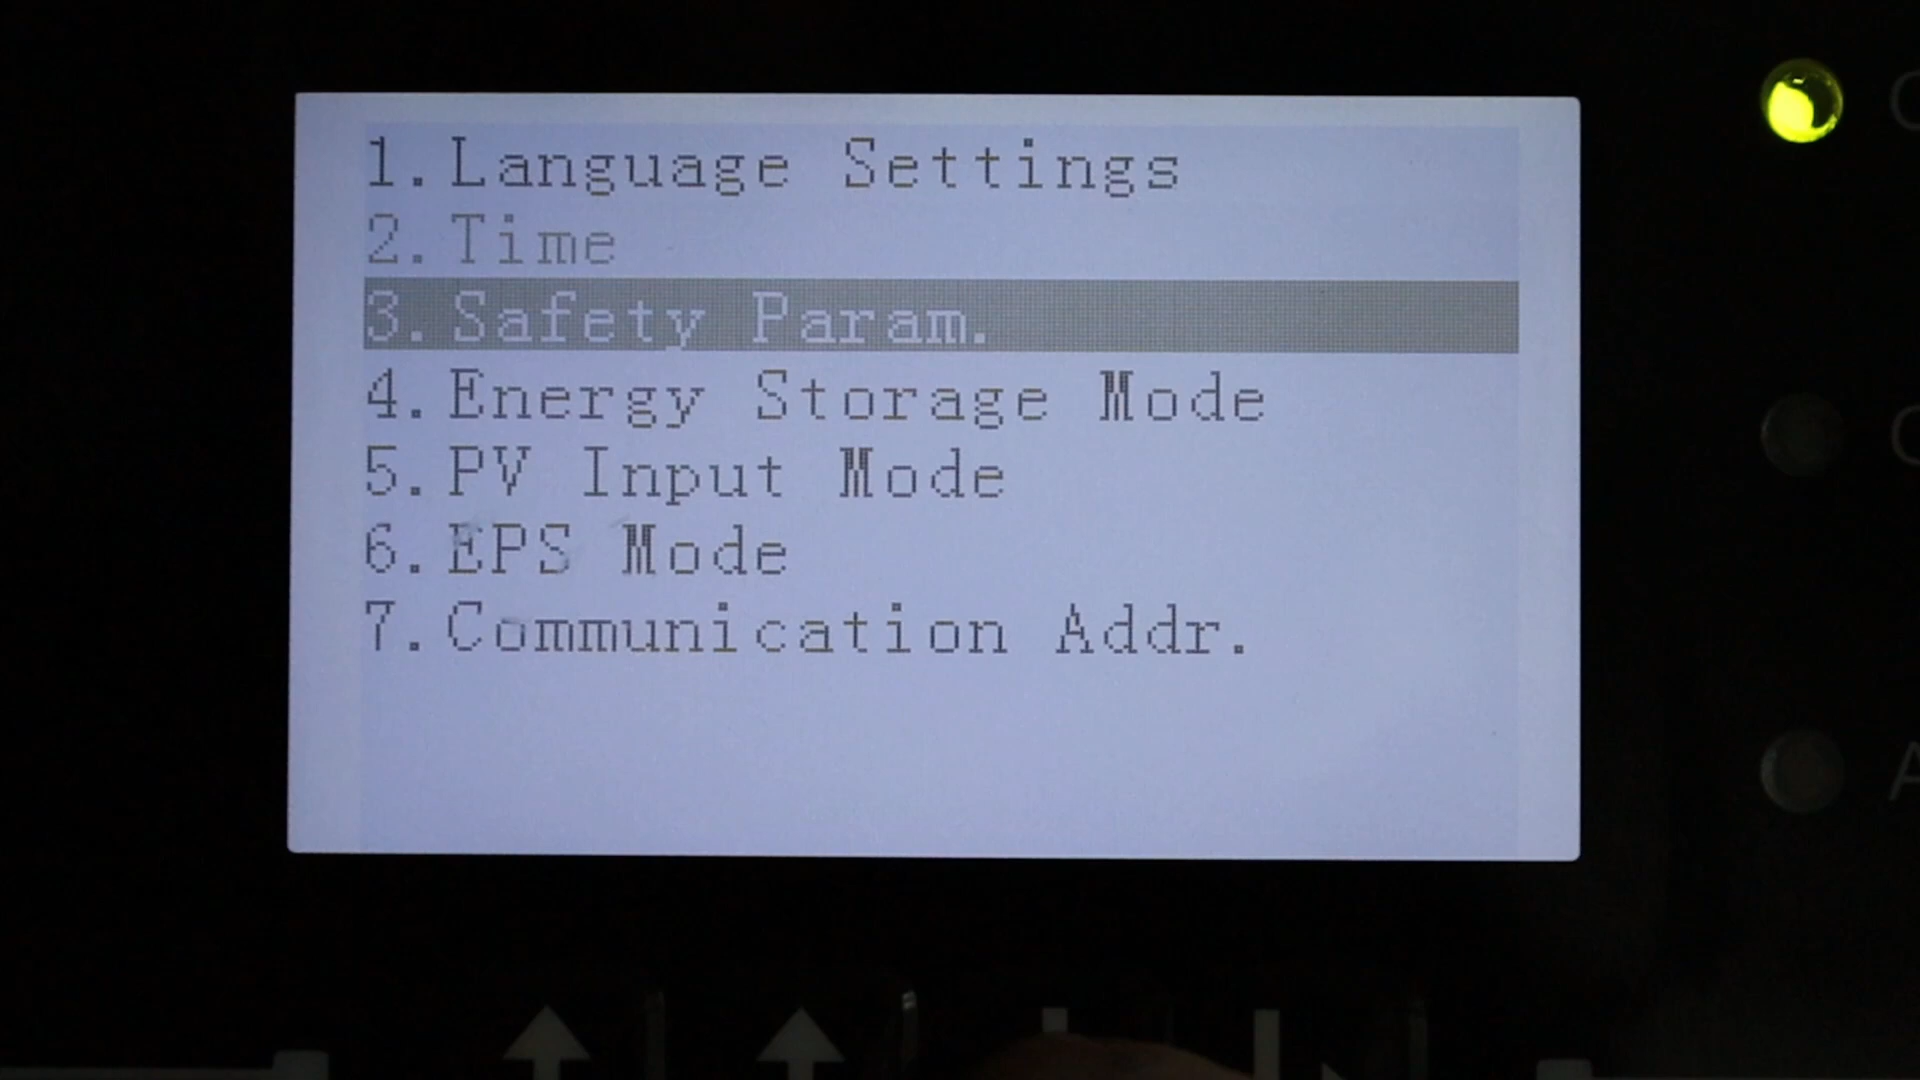 1.Language Settings
2.Time
3.Safety Param.
4.Energy Storage Mode
5.PV Input Mode
6.EPS Mode
7.Communication Addr.